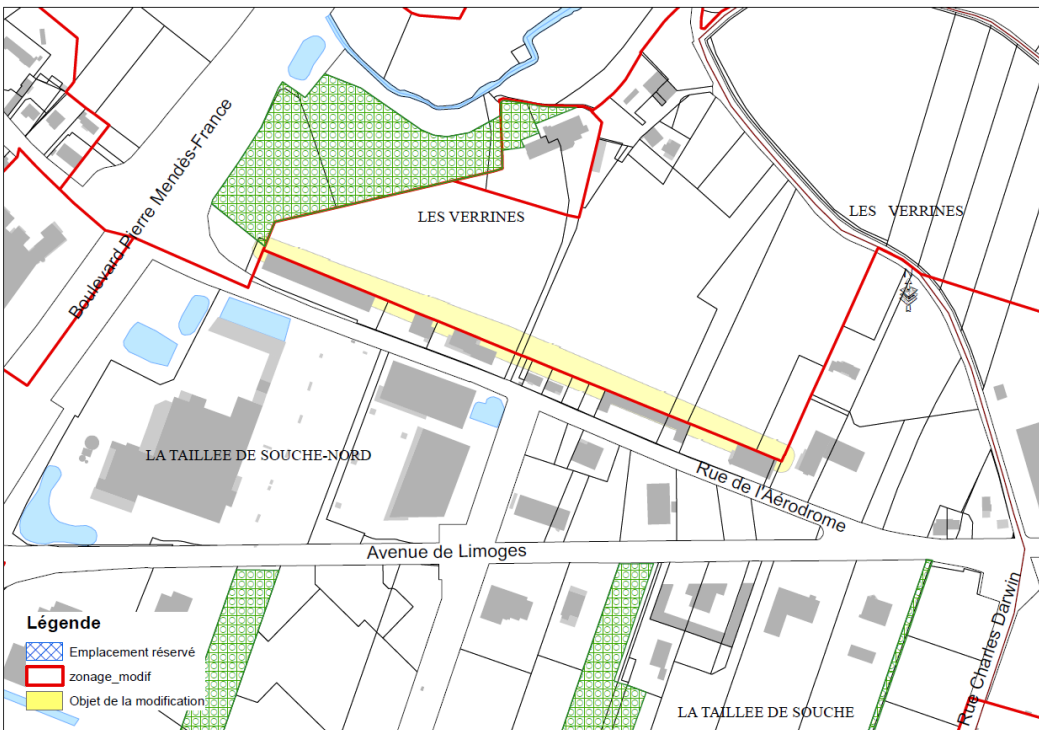 Boulevard Pierre Mendès-France
LES VERRINES
LES VERRINES
LA TAILLEE DE SOUCHE-NORD
Rue de l'Aérodrome
Avenue de Limoges
Rue Charles Darwin
LA TAILLEE DE SOUCHE
Légende
Emplacement réservé
zonage_modif
Objet de la modification